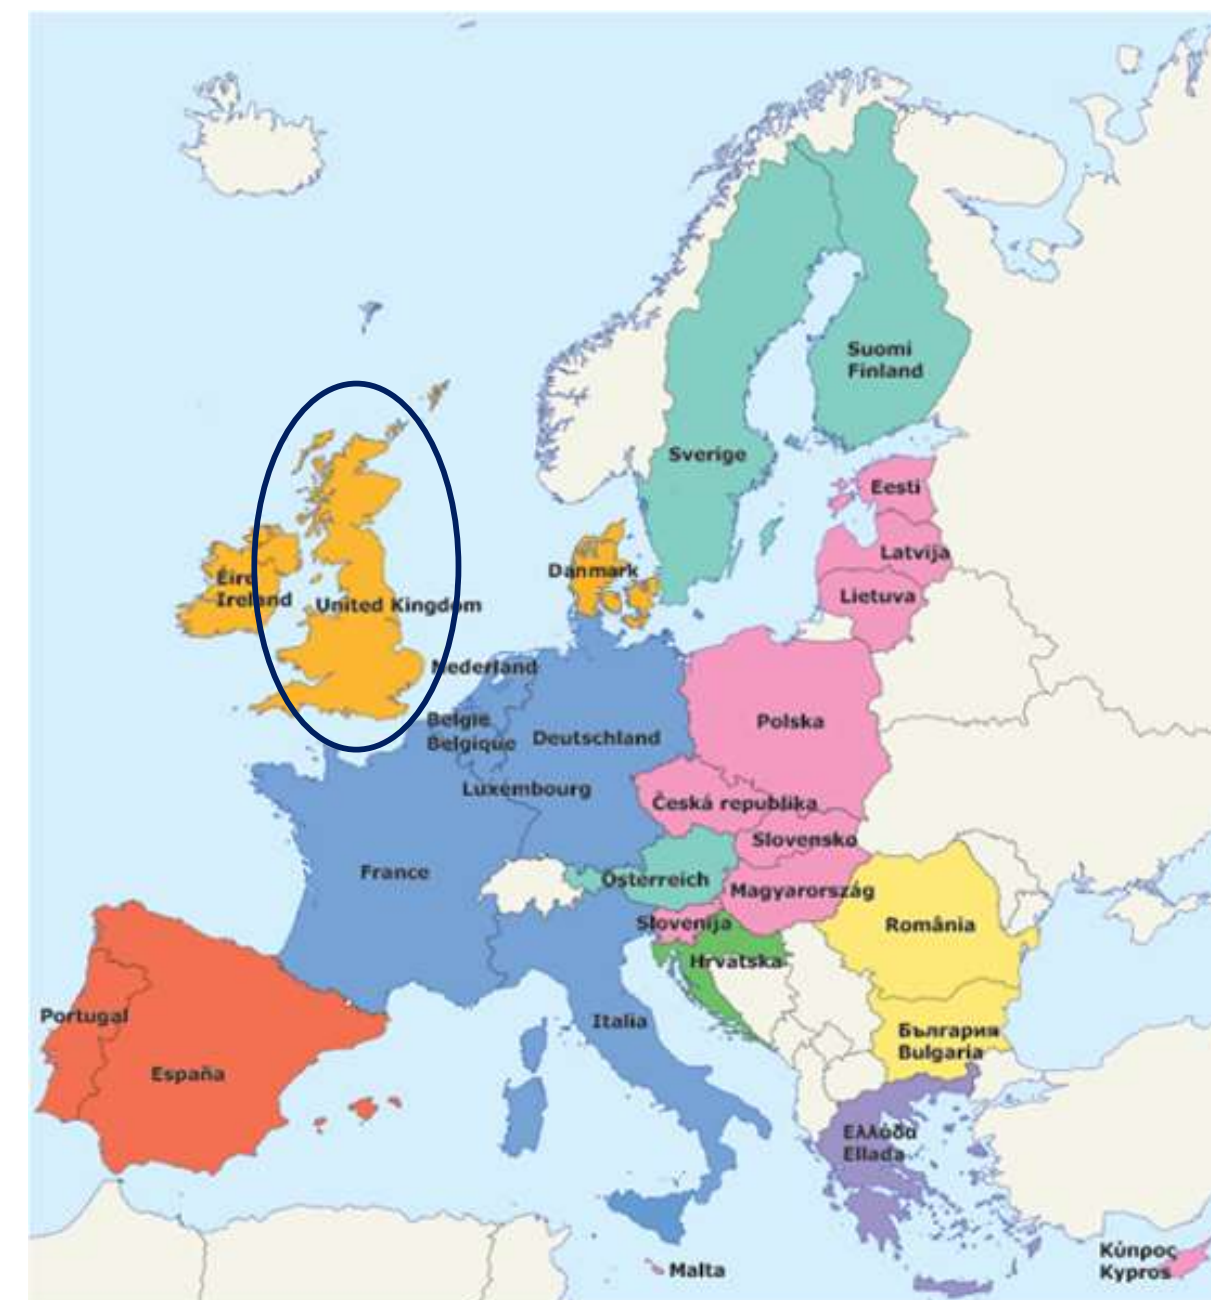 Suomi
Finland
Sverige
Eesti
Latvija
Lietuva
Danmark
Éire
Ireland
United Kingdom
Nederland
België
Belgique
Deutschland
Polska
Luxembourg
Česká republika
Slovensko
France
Österreich
Magyarország
Slovenija
România
Hrvatska
Portugal
Italia
България
Bulgaria
España
Ελλάδα
Ellada
Κύπρος
Kypros
Malta